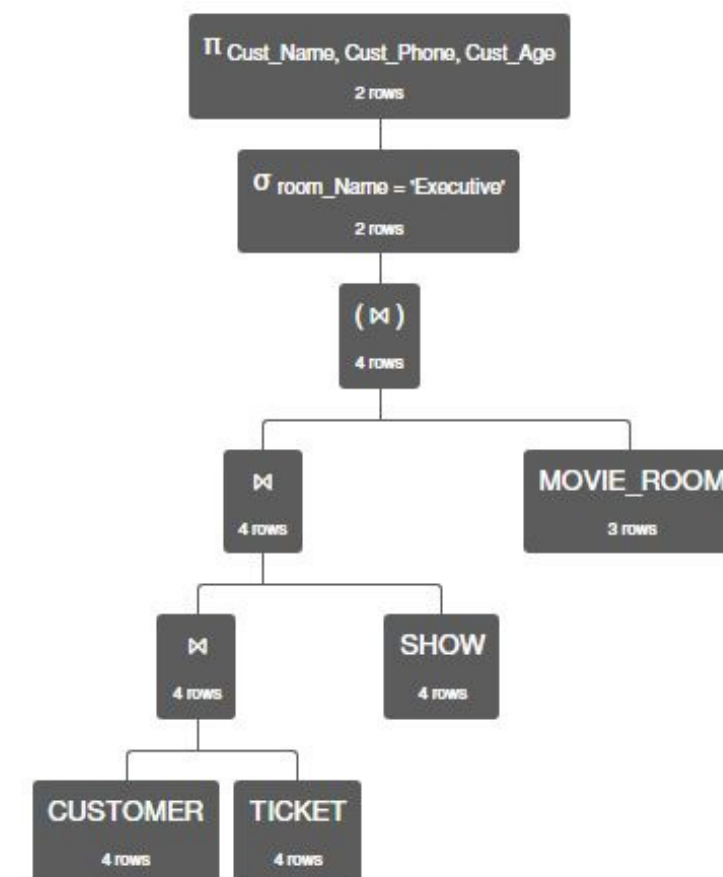 π Cust_Name, Cust_Phone, Cust_Age
2 rows
σ room_Name = 'Executive'
2 rows
( ⋈ )
4 rows
⋈
4 rows
MOVIE_ROOM
3 rows
⋈
4 rows
SHOW
4 rows
CUSTOMER
4 rows
TICKET
4 rows